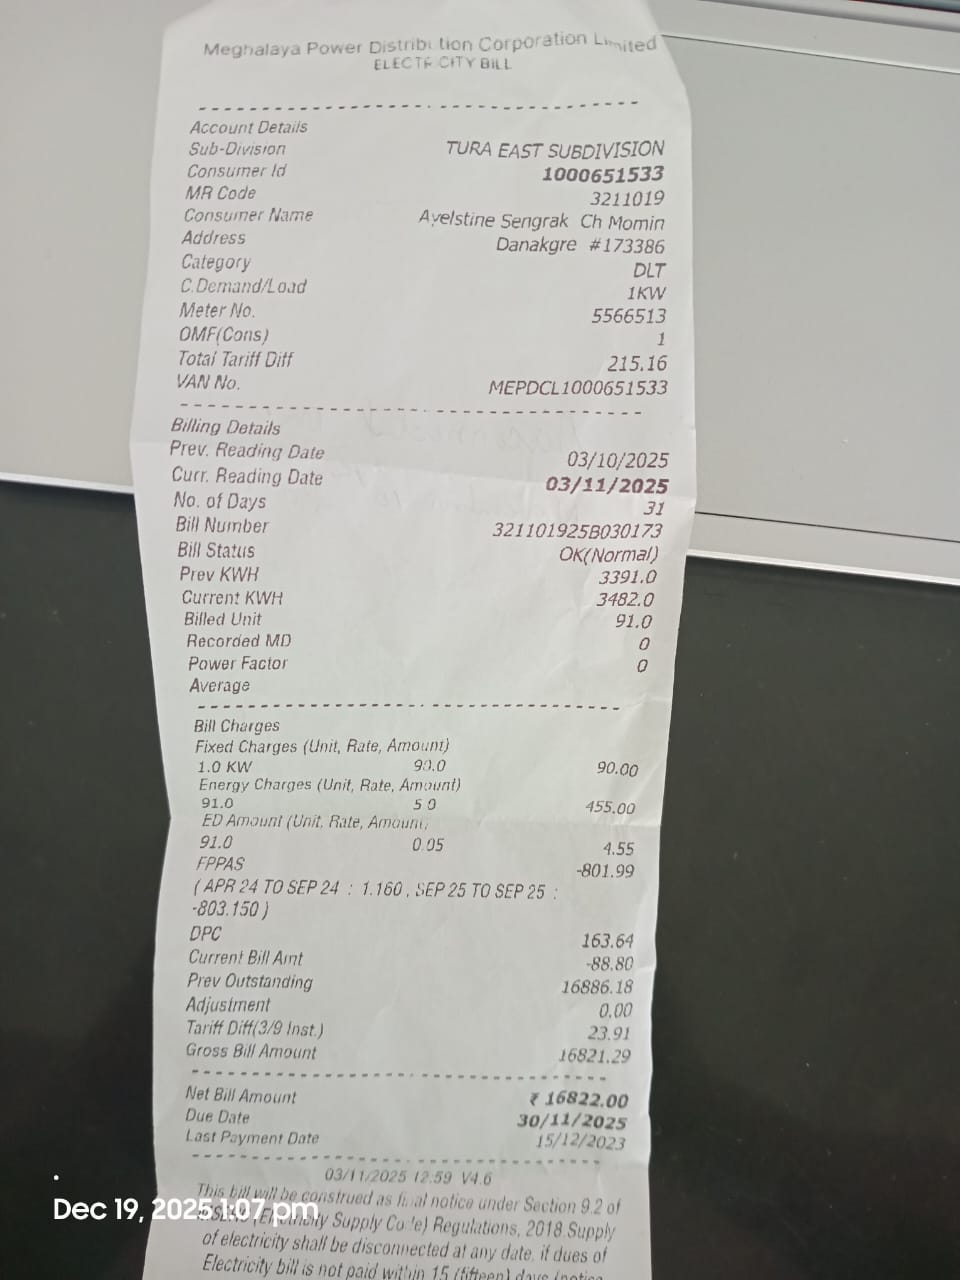 Meghalaya Power Distribution Corporation Limited
ELECTRICITY BILL
Account Details
Sub-Division TURA EAST SUBDIVISION
Consumer Id 1000651533
MR Code 3211019
Consumer Name Avelstine Sengrak Ch Momin
Address Danakgre #173386
Category DLT
C.Demand/Load 1KW
Meter No. 5566513
OMF(Cons) 1
Total Tariff Diff 215.16
VAN No. MEPDCL1000651533
Billing Details
Prev. Reading Date 03/10/2025
Curr. Reading Date 03/11/2025
No. of Days 31
Bill Number 321101925B030173
Bill Status OK(Normal)
Prev KWH 3391.0
Current KWH 3482.0
Billed Unit 91.0
Recorded MD 0
Power Factor 0
Average
Bill Charges
Fixed Charges (Unit, Rate, Amount)
1.0 KW 90.0 90.00
Energy Charges (Unit, Rate, Amount)
91.0 5.0 455.00
ED Amount (Unit, Rate, Amount)
91.0 0.05 4.55
FPPAS -801.99
( APR 24 TO SEP 24 : 1.160 , SEP 25 TO SEP 25 :
-803.150 )
DPC 163.64
Current Bill Amt -88.80
Prev Outstanding 16886.18
Adjustment 0.00
Tariff Diff(3/9 Inst.) 23.91
Gross Bill Amount 16821.29
Net Bill Amount ₹ 16822.00
Due Date 30/11/2025
Last Payment Date 15/12/2023
03/11/2025 12:59 V4.6
This bill will be construed as final notice under Section 9.2 of
(Electricity Supply Code) Regulations, 2018.Supply
of electricity shall be disconnected at any date, if dues of
Electricity bill is not paid within 15 (fifteen) days (notice
Dec 19, 2025 1:07 pm